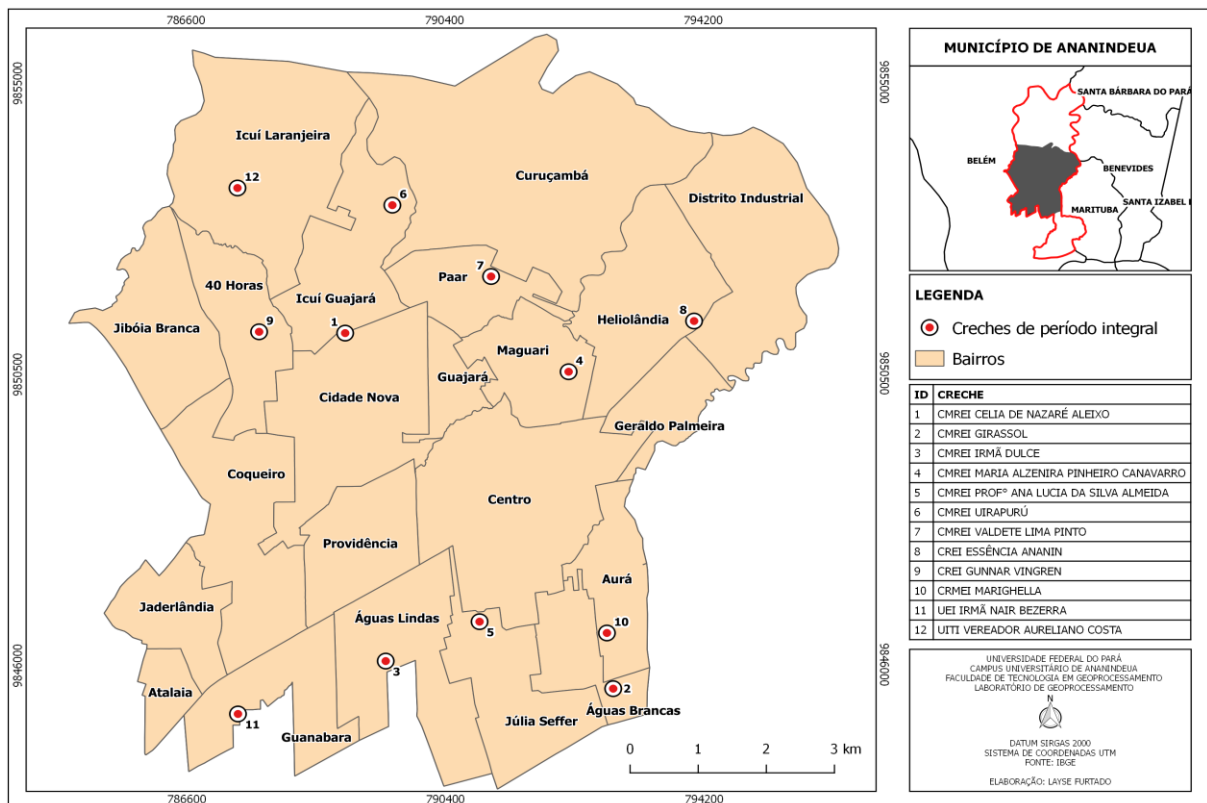 786600 790400 794200
9855000
9850500
9846000
9855000
9850500
9846000
786600 790400 794200
Icuí Laranjeira
12
6
Curuçambá
Distrito Industrial
7
Paar
40 Horas
Icuí Guajará
9
1
8
Jibóia Branca
Heliolândia
Maguari
4
Guajará
Cidade Nova
Geraldo Palmeira
Coqueiro
Centro
Providência
Aurá
Jaderlândia
Águas Lindas
5
10
3
Atalaia
2
11
Guanabara
Júlia Seffer
Águas Brancas
0 1 2 3 km
MUNICÍPIO DE ANANINDEUA
SANTA BÁRBARA DO PARÁ
BELÉM
BENEVIDES
SANTA IZABEL
MARITUBA
LEGENDA
Creches de período integral
Bairros
ID CRECHE
1 CMREI CELIA DE NAZARÉ ALEIXO
2 CMREI GIRASSOL
3 CMREI IRMÃ DULCE
4 CMREI MARIA ALZENIRA PINHEIRO CANAVARRO
5 CMREI PROFº ANA LUCIA DA SILVA ALMEIDA
6 CMREI UIRAPURÚ
7 CMREI VALDETE LIMA PINTO
8 CREI ESSÊNCIA ANANIN
9 CREI GUNNAR VINGREN
10 CRMEI MARIGHELLA
11 UEI IRMÃ NAIR BEZERRA
12 UITI VEREADOR AURELIANO COSTA
UNIVERSIDADE FEDERAL DO PARÁ
CAMPUS UNIVERSITÁRIO DE ANANINDEUA
FACULDADE DE TECNOLOGIA EM GEOPROCESSAMENTO
LABORATÓRIO DE GEOPROCESSAMENTO
N
DATUM SIRGAS 2000
SISTEMA DE COORDENADAS UTM
FONTE: IBGE
ELABORAÇÃO: LAYSE FURTADO